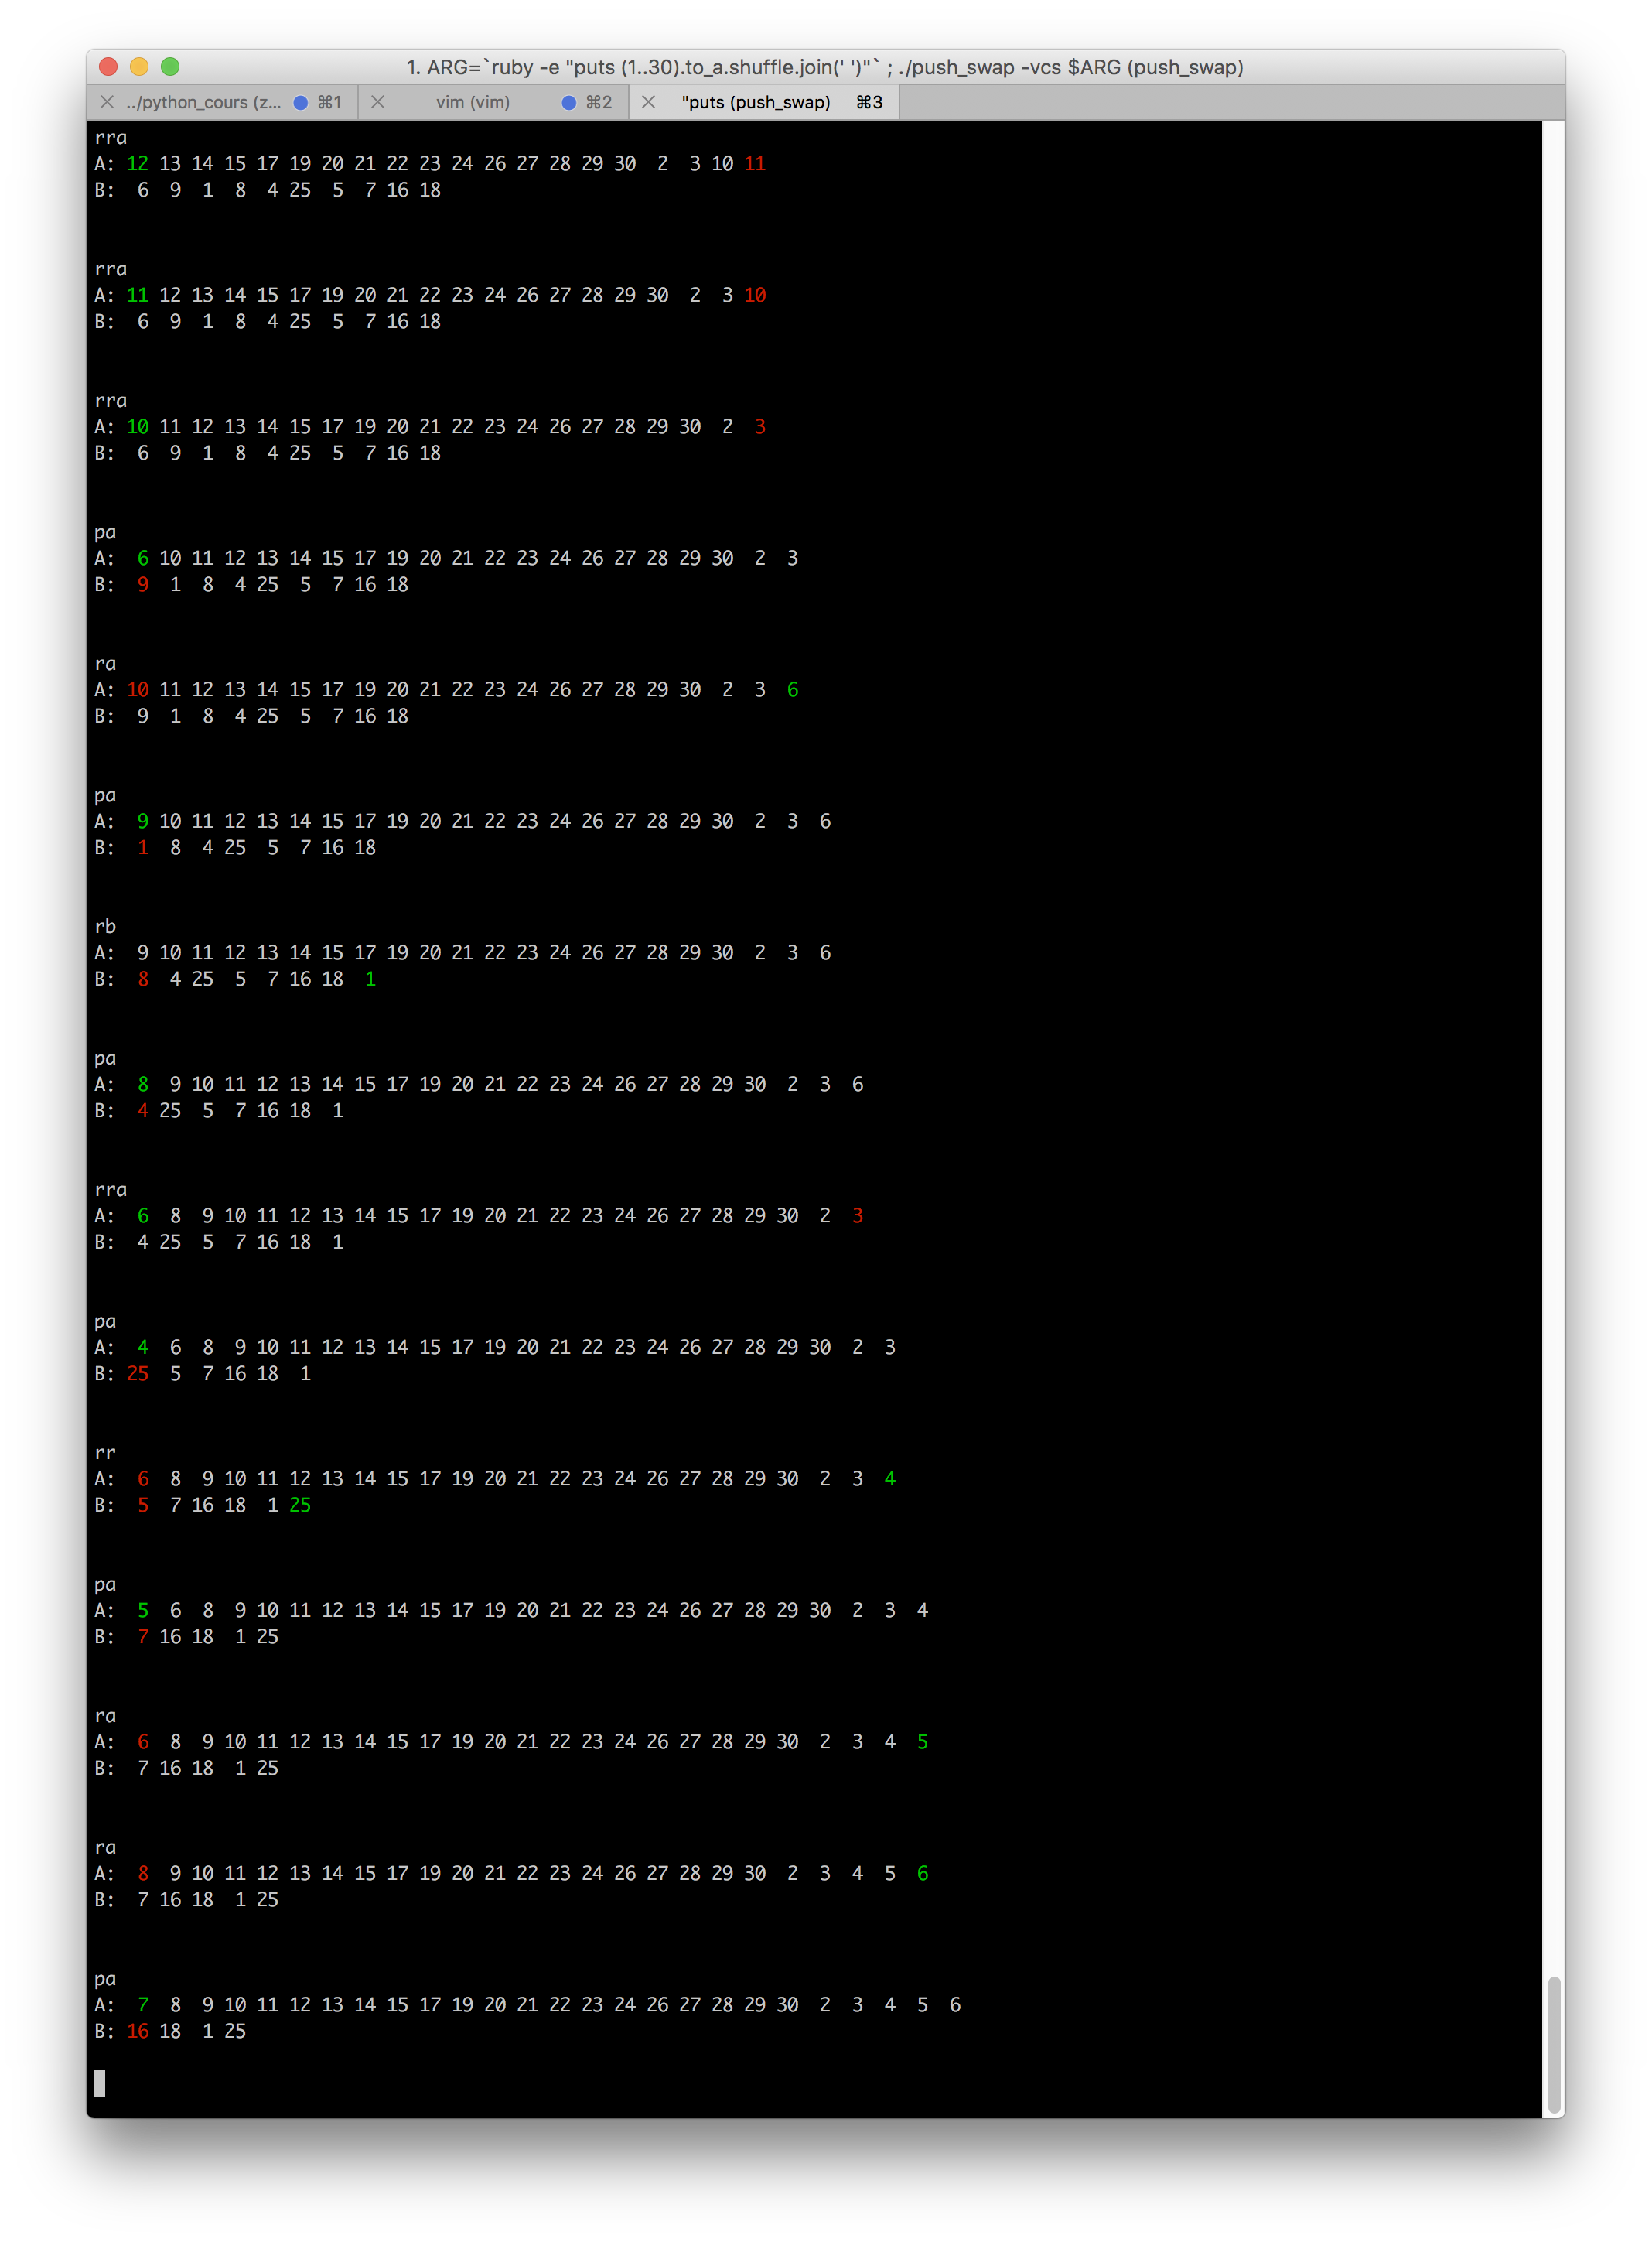 1. ARG=`ruby -e "puts (1..30).to_a.shuffle.join(' ')"` ; ./push_swap -vcs $ARG (push_swap)
../python_cours (z... ⌘1 vim (vim) ⌘2 "puts (push_swap) ⌘3
rra
A: 12 13 14 15 17 19 20 21 22 23 24 26 27 28 29 30  2  3 10 11
B:  6  9  1  8  4 25  5  7 16 18
rra
A: 11 12 13 14 15 17 19 20 21 22 23 24 26 27 28 29 30  2  3 10
B:  6  9  1  8  4 25  5  7 16 18
rra
A: 10 11 12 13 14 15 17 19 20 21 22 23 24 26 27 28 29 30  2  3
B:  6  9  1  8  4 25  5  7 16 18
pa
A:  6 10 11 12 13 14 15 17 19 20 21 22 23 24 26 27 28 29 30  2  3
B:  9  1  8  4 25  5  7 16 18
ra
A: 10 11 12 13 14 15 17 19 20 21 22 23 24 26 27 28 29 30  2  3  6
B:  9  1  8  4 25  5  7 16 18
pa
A:  9 10 11 12 13 14 15 17 19 20 21 22 23 24 26 27 28 29 30  2  3  6
B:  1  8  4 25  5  7 16 18
rb
A:  9 10 11 12 13 14 15 17 19 20 21 22 23 24 26 27 28 29 30  2  3  6
B:  8  4 25  5  7 16 18  1
pa
A:  8  9 10 11 12 13 14 15 17 19 20 21 22 23 24 26 27 28 29 30  2  3  6
B:  4 25  5  7 16 18  1
rra
A:  6  8  9 10 11 12 13 14 15 17 19 20 21 22 23 24 26 27 28 29 30  2  3
B:  4 25  5  7 16 18  1
pa
A:  4  6  8  9 10 11 12 13 14 15 17 19 20 21 22 23 24 26 27 28 29 30  2  3
B: 25  5  7 16 18  1
rr
A:  6  8  9 10 11 12 13 14 15 17 19 20 21 22 23 24 26 27 28 29 30  2  3  4
B:  5  7 16 18  1 25
pa
A:  5  6  8  9 10 11 12 13 14 15 17 19 20 21 22 23 24 26 27 28 29 30  2  3  4
B:  7 16 18  1 25
ra
A:  6  8  9 10 11 12 13 14 15 17 19 20 21 22 23 24 26 27 28 29 30  2  3  4  5
B:  7 16 18  1 25
ra
A:  8  9 10 11 12 13 14 15 17 19 20 21 22 23 24 26 27 28 29 30  2  3  4  5  6
B:  7 16 18  1 25
pa
A:  7  8  9 10 11 12 13 14 15 17 19 20 21 22 23 24 26 27 28 29 30  2  3  4  5  6
B: 16 18  1 25